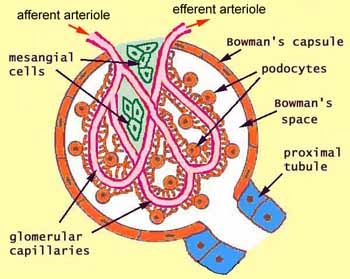 afferent arteriole
efferent arteriole
Bowman's capsule
mesangial
cells
podocytes
Bowman's
space
proximal
tubule
glomerular
capillaries